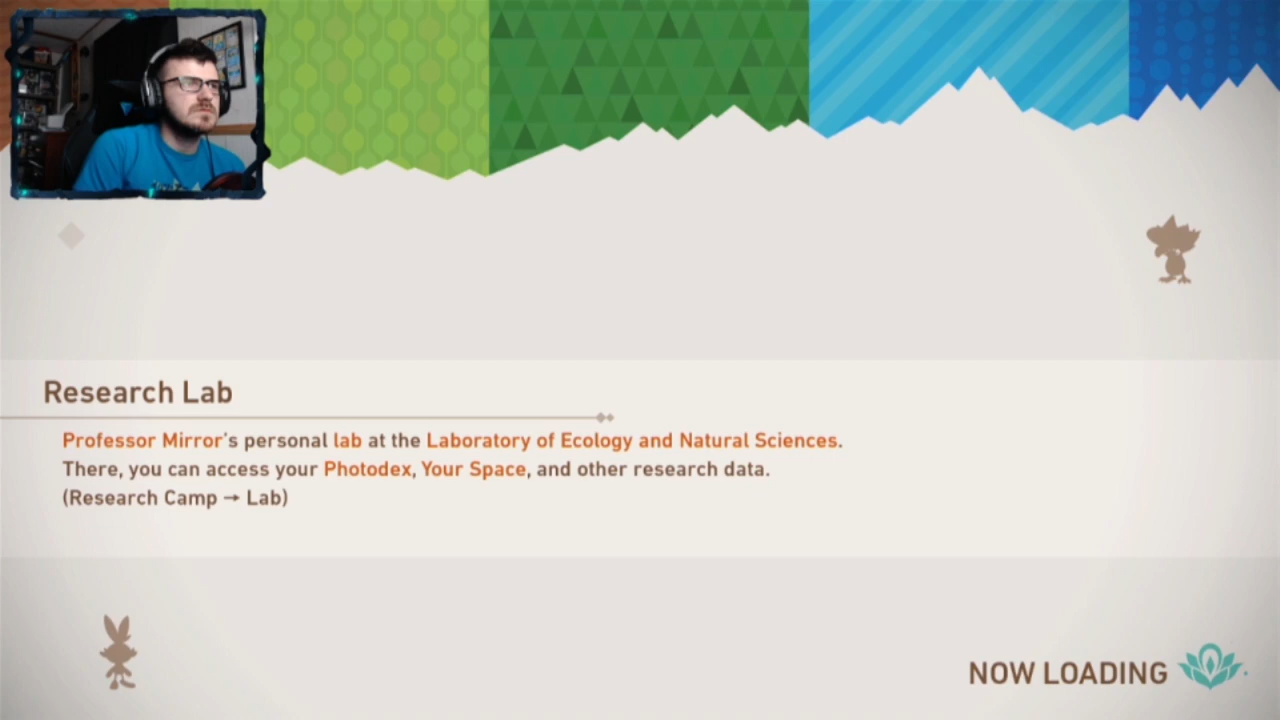 Research Lab
Professor Mirror's personal lab at the Laboratory of Ecology and Natural Sciences.
There, you can access your Photodex, Your Space, and other research data.
(Research Camp → Lab)
NOW LOADING